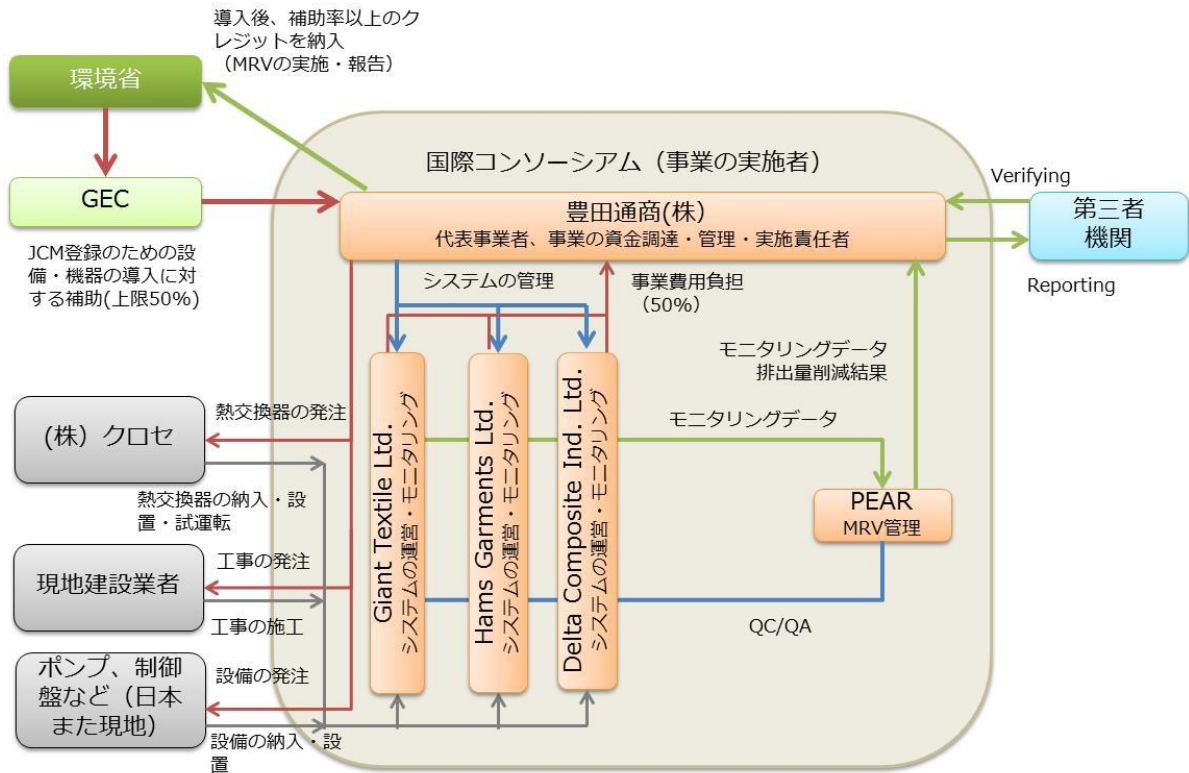 導入後、補助率以上のク
レジットを納入
（MRVの実施・報告）
環境省
国際コンソーシアム（事業の実施者）
GEC
豊田通商(株)
代表事業者、事業の資金調達・管理・実施責任者
Verifying
第三者
機関
Reporting
JCM登録のための設
備・機器の導入に対
する補助(上限50%)
システムの管理
事業費用負担
（50%）
モニタリングデータ
排出量削減結果
(株）クロセ
熱交換器の発注
熱交換器の納入・設
置・試運転
Giant Textile Ltd.
システムの運営・モニタリング
Hams Garments Ltd.
システムの運営・モニタリング
Delta Composite Ind. Ltd.
システムの運営・モニタリング
モニタリングデータ
PEAR
MRV管理
現地建設業者
工事の発注
工事の施工
QC/QA
ポンプ、制御
盤など（日本
また現地）
設備の発注
設備の納入・設
置